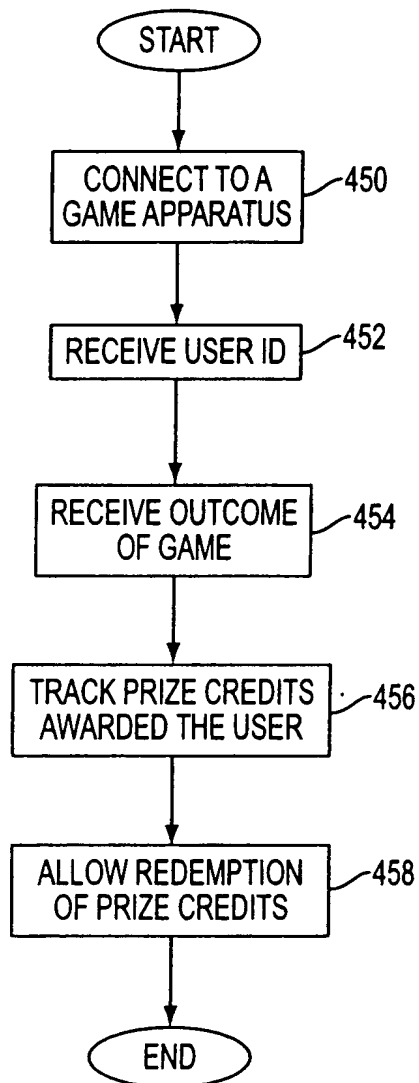 START
CONNECT TO A
GAME APPARATUS
450
RECEIVE USER ID
452
RECEIVE OUTCOME
OF GAME
454
TRACK PRIZE CREDITS
AWARDED THE USER
456
ALLOW REDEMPTION
OF PRIZE CREDITS
458
END